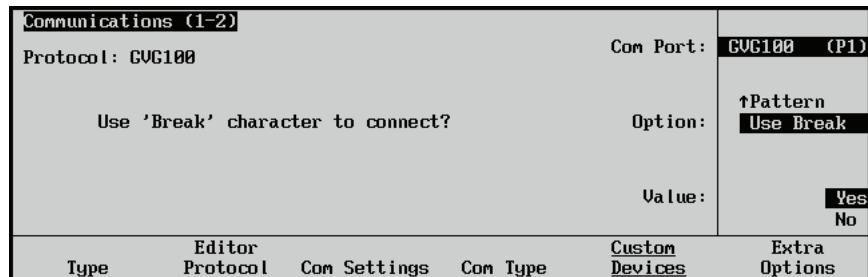 Communications (1-2)
Protocol: GVG100
Com Port: GVG100 (P1)
↑Pattern
Use 'Break' character to connect? Option: Use Break
Value: Yes
No
Editor Custom Extra
Type Protocol Com Settings Com Type Devices Options